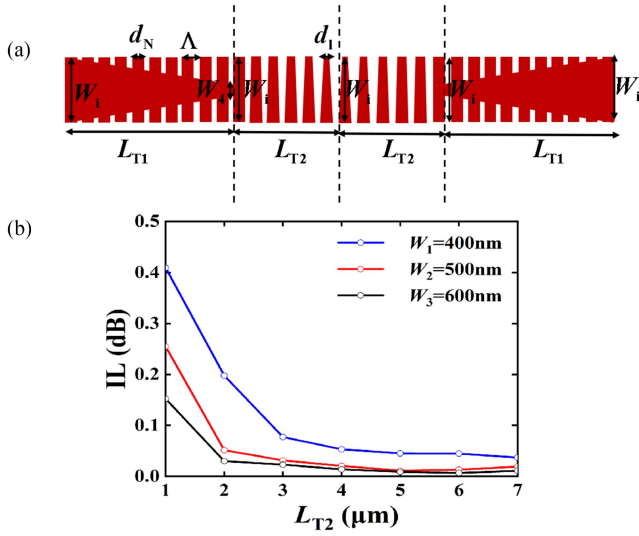 (a)
d_N Λ d_1
W_i W_4 W_i W_i W_i W_i
L_T1 L_T2 L_T2 L_T1
(b)
0.5
0.4
0.3
0.2
0.1
0.0
IL (dB)
W_1=400nm
W_2=500nm
W_3=600nm
1 2 3 4 5 6 7
L_T2 (μm)